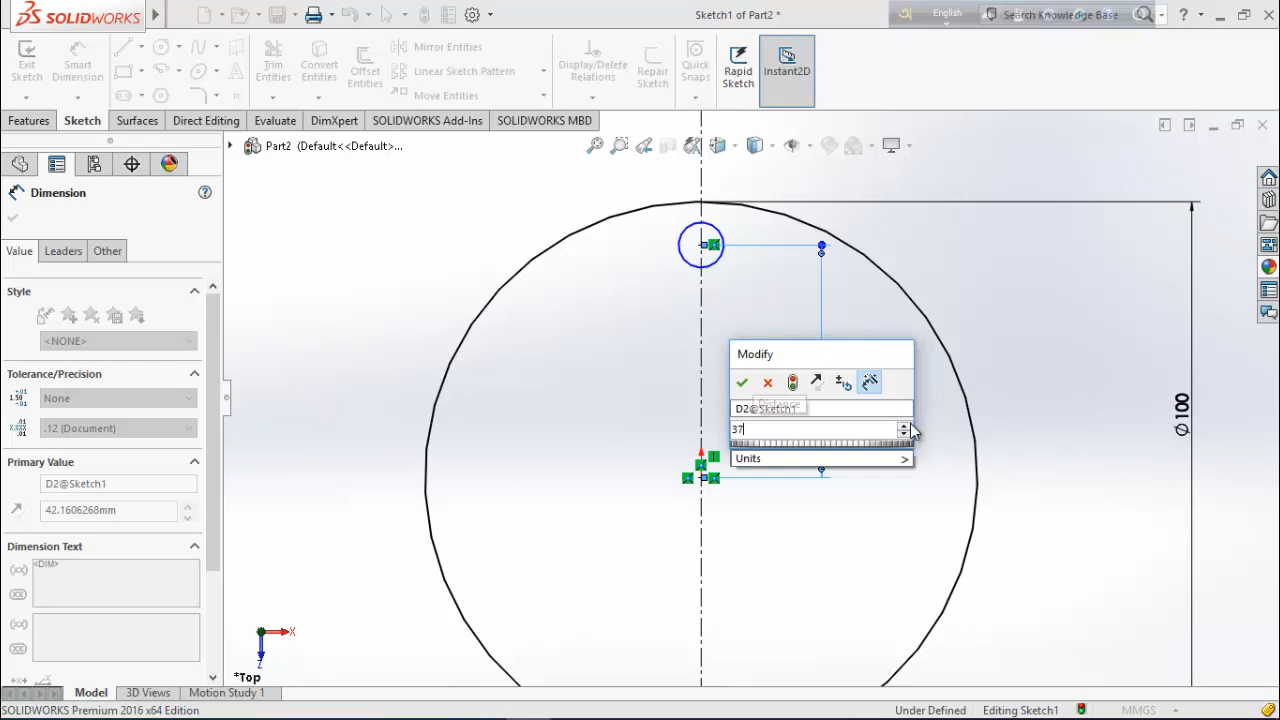 SOLIDWORKS
Sketch1 of Part2 *
English
Search Knowledge Base
?
Exit Sketch
Smart Dimension
Trim Entities
Convert Entities
Offset Entities
Mirror Entities
Linear Sketch Pattern
Move Entities
Display/Delete Relations
Repair Sketch
Quick Snaps
Rapid Sketch
Instant2D
Features
Sketch
Surfaces
Direct Editing
Evaluate
DimXpert
SOLIDWORKS Add-Ins
SOLIDWORKS MBD
Part2 (Default<<Default>...
Dimension
Value
Leaders
Other
Style
<NONE>
Tolerance/Precision
None
.12 (Document)
Primary Value
D2@Sketch1
42.1606268mm
Dimension Text
<DIM>
Modify
D2@Sketch1
Distance
37
Units >
Ø 100
X
Z
*Top
Model
3D Views
Motion Study 1
SOLIDWORKS Premium 2016 x64 Edition
Under Defined
Editing Sketch1
MMGS